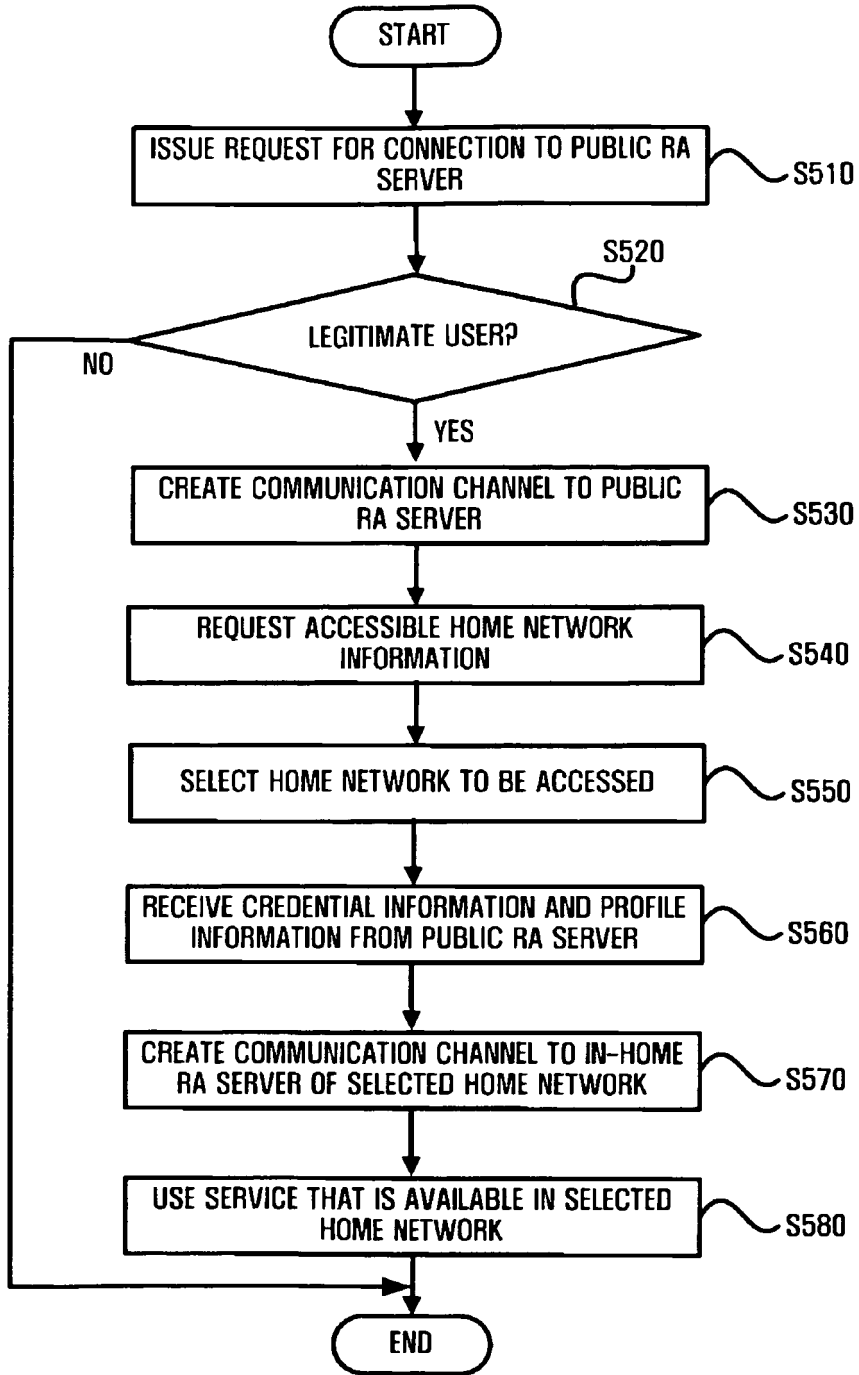 START
ISSUE REQUEST FOR CONNECTION TO PUBLIC RA
SERVER
S510
S520
LEGITIMATE USER?
NO
YES
CREATE COMMUNICATION CHANNEL TO PUBLIC
RA SERVER
S530
REQUEST ACCESSIBLE HOME NETWORK
INFORMATION
S540
SELECT HOME NETWORK TO BE ACCESSED
S550
RECEIVE CREDENTIAL INFORMATION AND PROFILE
INFORMATION FROM PUBLIC RA SERVER
S560
CREATE COMMUNICATION CHANNEL TO IN-HOME
RA SERVER OF SELECTED HOME NETWORK
S570
USE SERVICE THAT IS AVAILABLE IN SELECTED
HOME NETWORK
S580
END